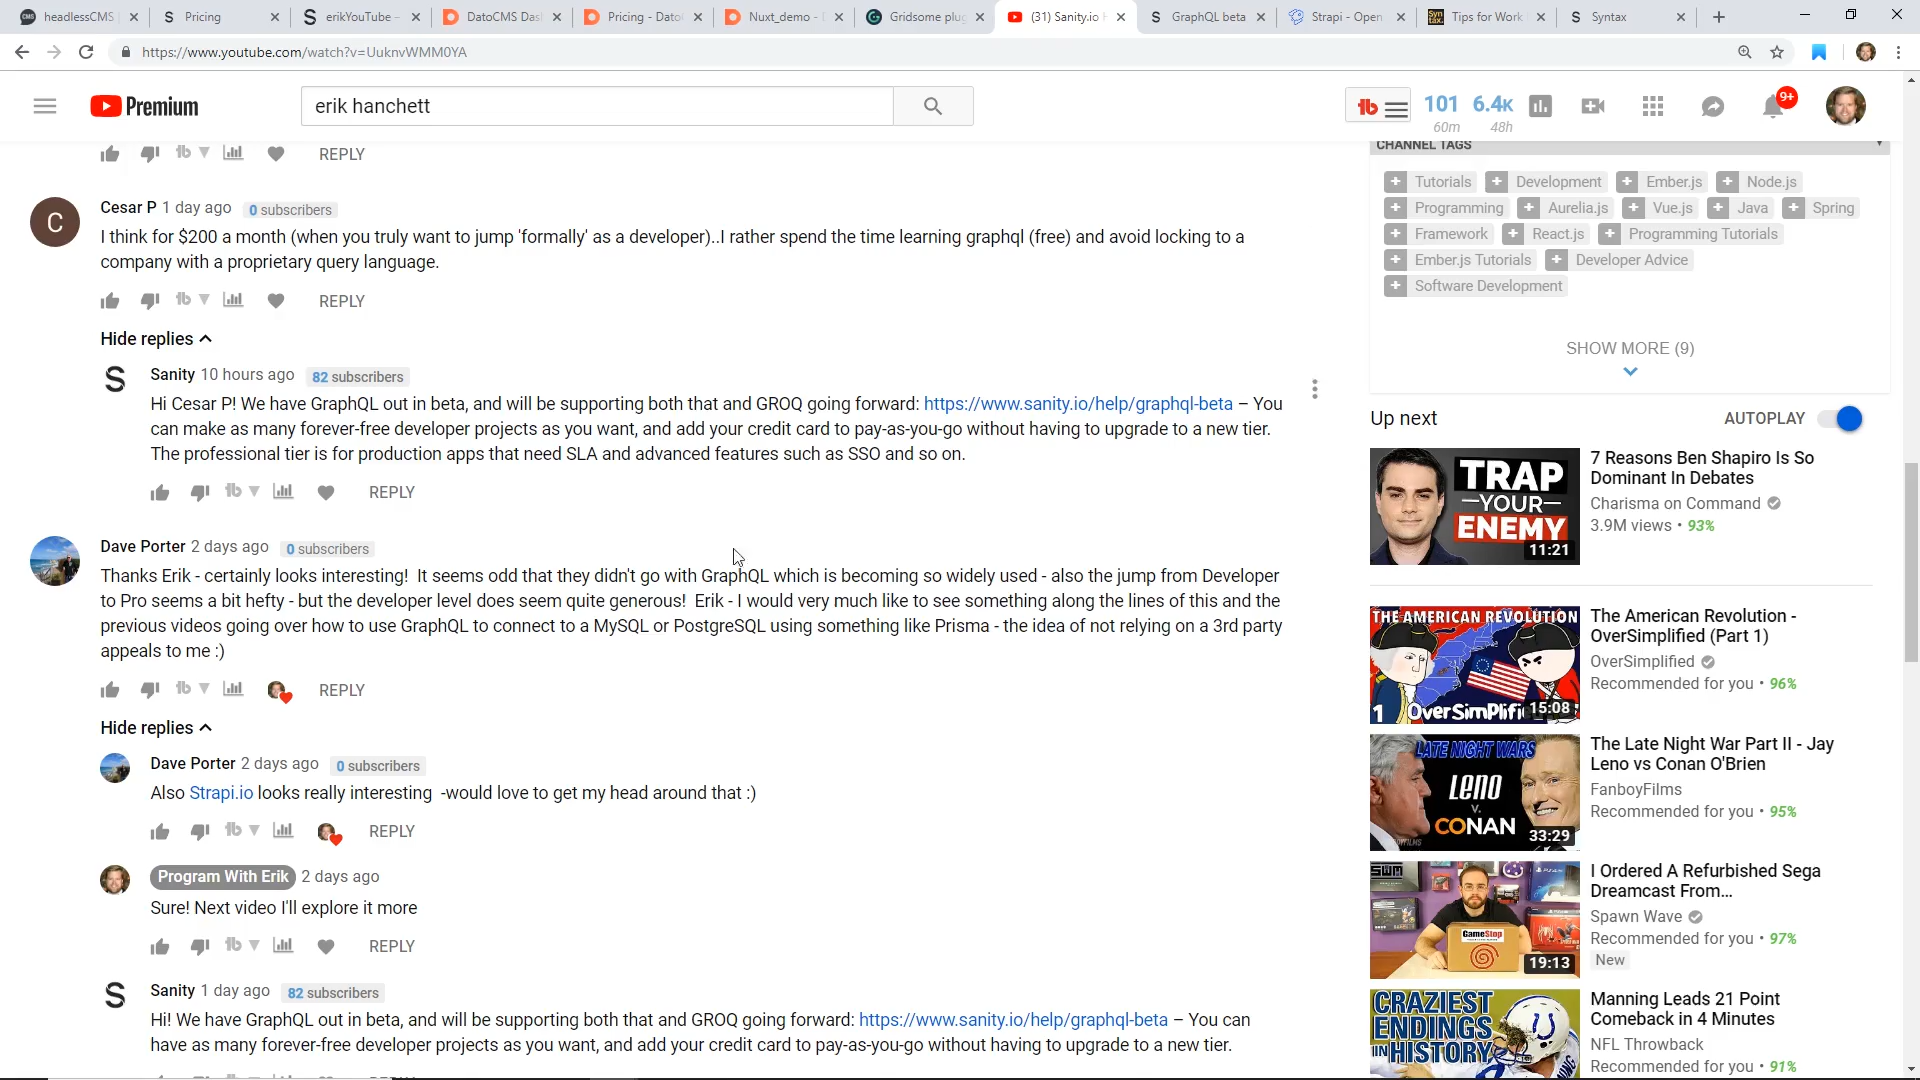 headlessCMS
Pricing
erikYouTube –
DatoCMS Das
Pricing - Dato
Nuxt_demo -
Gridsome plug
(31) Sanity.io
GraphQL beta
Strapi - Open
Tips for Work
Syntax
https://www.youtube.com/watch?v=UuknvWMM0YA
Premium
erik hanchett
101 6.4K
60m 48h
9+
REPLY
Cesar P 1 day ago 0 subscribers
I think for $200 a month (when you truly want to jump 'formally' as a developer)..I rather spend the time learning graphql (free) and avoid locking to a
company with a proprietary query language.
REPLY
Hide replies
Sanity 10 hours ago 82 subscribers
Hi Cesar P! We have GraphQL out in beta, and will be supporting both that and GROQ going forward: https://www.sanity.io/help/graphql-beta – You
can make as many forever-free developer projects as you want, and add your credit card to pay-as-you-go without having to upgrade to a new tier.
The professional tier is for production apps that need SLA and advanced features such as SSO and so on.
REPLY
Dave Porter 2 days ago 0 subscribers
Thanks Erik - certainly looks interesting! It seems odd that they didn't go with GraphQL which is becoming so widely used - also the jump from Developer
to Pro seems a bit hefty - but the developer level does seem quite generous! Erik - I would very much like to see something along the lines of this and the
previous videos going over how to use GraphQL to connect to a MySQL or PostgreSQL using something like Prisma - the idea of not relying on a 3rd party
appeals to me :)
REPLY
Hide replies
Dave Porter 2 days ago 0 subscribers
Also Strapi.io looks really interesting -would love to get my head around that :)
REPLY
Program With Erik 2 days ago
Sure! Next video I'll explore it more
REPLY
Sanity 1 day ago 82 subscribers
Hi! We have GraphQL out in beta, and will be supporting both that and GROQ going forward: https://www.sanity.io/help/graphql-beta – You can
have as many forever-free developer projects as you want, and add your credit card to pay-as-you-go without having to upgrade to a new tier.
CHANNEL TAGS
+ Tutorials + Development + Ember.js + Node.js
+ Programming + Aurelia.js + Vue.js + Java + Spring
+ Framework + React.js + Programming Tutorials
+ Ember.js Tutorials + Developer Advice
+ Software Development
SHOW MORE (9)
Up next
AUTOPLAY
TRAP
YOUR
ENEMY
11:21
7 Reasons Ben Shapiro Is So
Dominant In Debates
Charisma on Command
3.9M views • 93%
THE AMERICAN REVOLUTION
1 OverSimplifi
15:08
The American Revolution -
OverSimplified (Part 1)
OverSimplified
Recommended for you • 96%
LATE NIGHT WARS
LENO
V.
CONAN
33:29
The Late Night War Part II - Jay
Leno vs Conan O'Brien
FanboyFilms
Recommended for you • 95%
SWM
GameStop
19:13
I Ordered A Refurbished Sega
Dreamcast From...
Spawn Wave
Recommended for you • 97%
New
CRAZIEST
ENDINGS
IN HISTORY
Manning Leads 21 Point
Comeback in 4 Minutes
NFL Throwback
Recommended for you • 91%